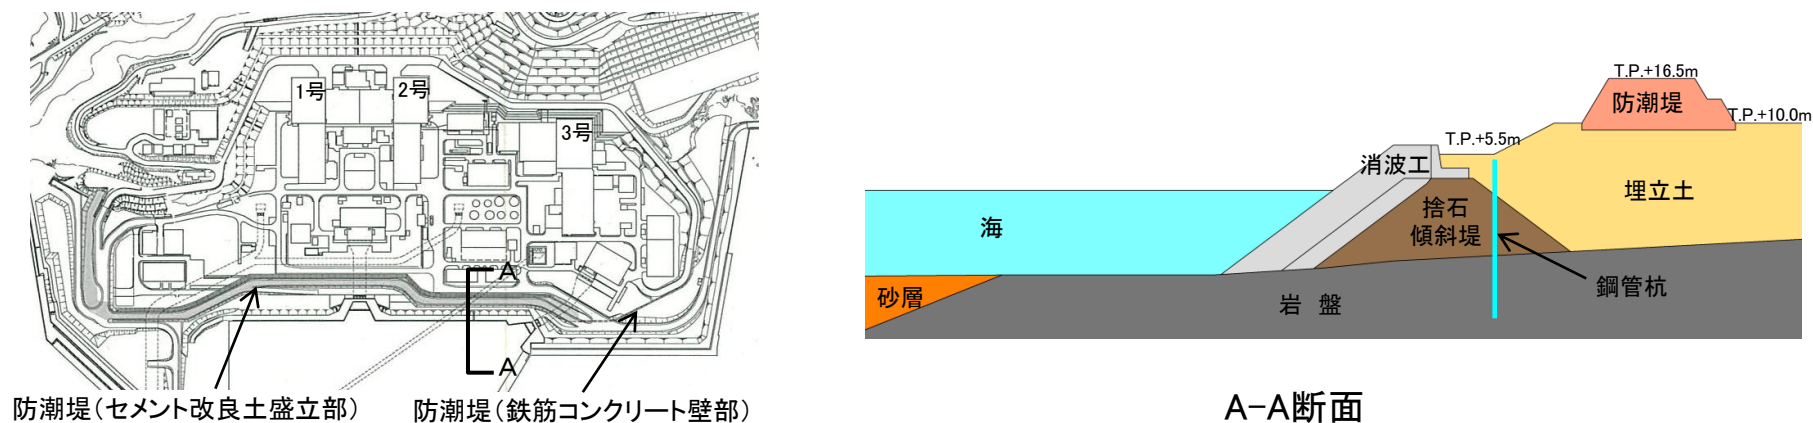 1号
2号
3号
A
A
防潮堤(セメント改良土盛立部)
防潮堤(鉄筋コンクリート壁部)
T.P.+16.5m
防潮堤
T.P.+10.0m
T.P.+5.5m
消波工
埋立土
捨石
傾斜堤
海
鋼管杭
砂層
岩 盤
A-A断面